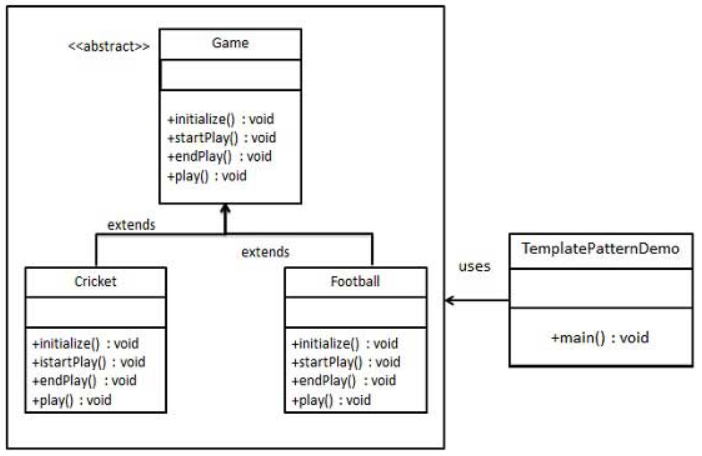 <<abstract>>
Game
+initialize() : void
+startPlay() : void
+endPlay() : void
+play() : void
extends
extends
Cricket
+initialize() : void
+istartPlay() : void
+endPlay() : void
+play() : void
Football
+initialize() : void
+startPlay() : void
+endPlay() : void
+play() : void
uses
TemplatePatternDemo
+main() : void